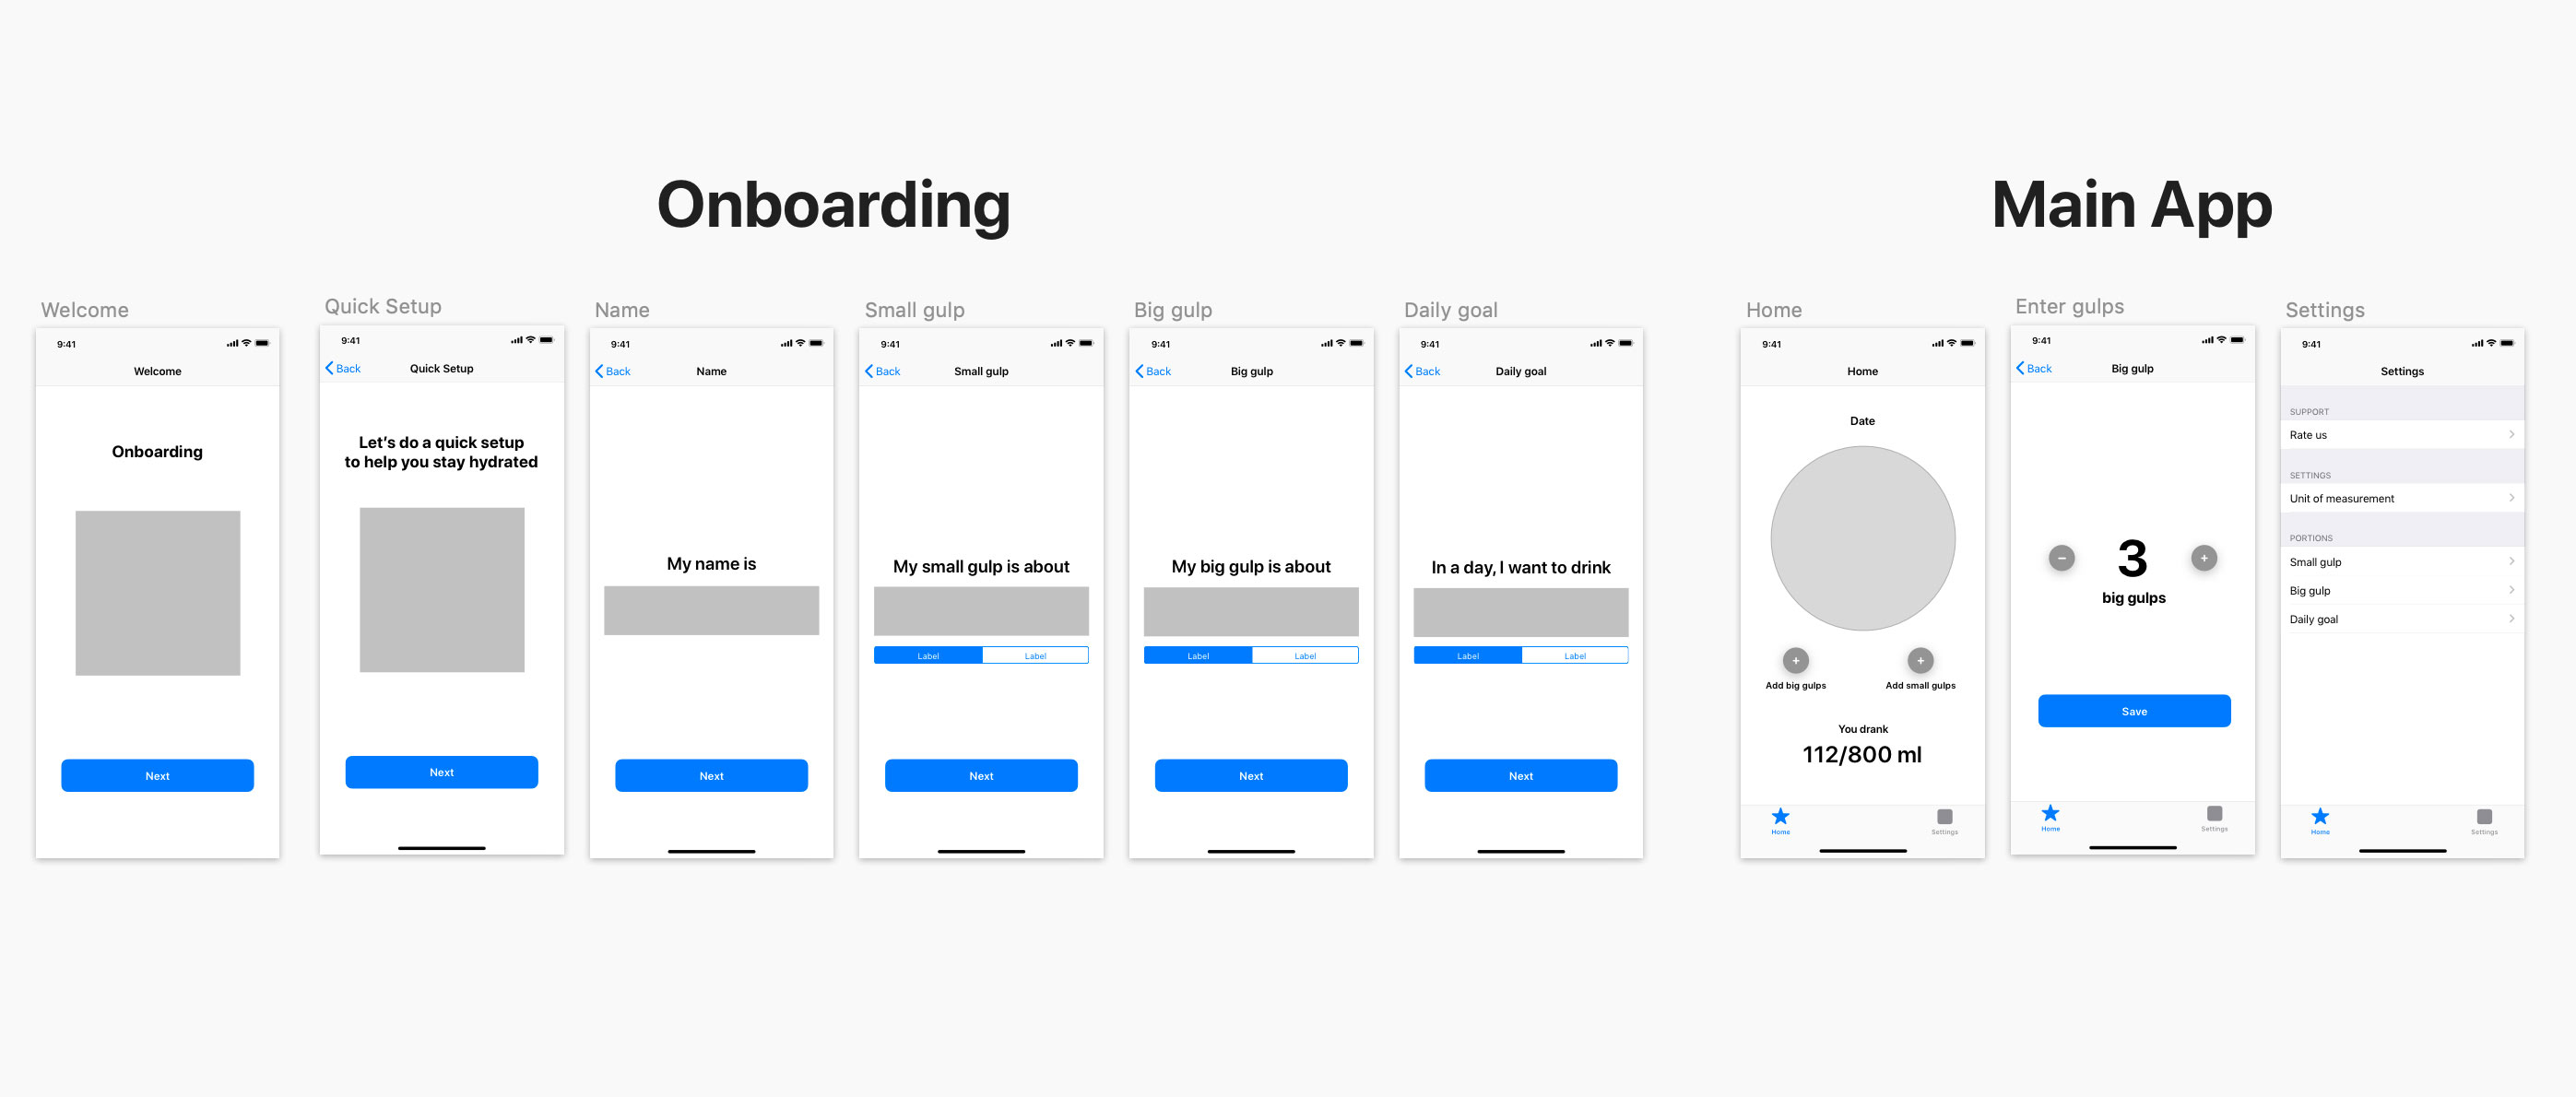 Onboarding
Main App
Welcome
9:41
Welcome
Onboarding
Next
Quick Setup
9:41
Back
Quick Setup
Let’s do a quick setup
to help you stay hydrated
Next
Name
9:41
Back
Name
My name is
Next
Small gulp
9:41
Back
Small gulp
My small gulp is about
Label
Label
Next
Big gulp
9:41
Back
Big gulp
My big gulp is about
Label
Label
Next
Daily goal
9:41
Back
Daily goal
In a day, I want to drink
Label
Label
Next
Home
9:41
Home
Date
Add big gulps
Add small gulps
You drank
112/800 ml
Home
Settings
Enter gulps
9:41
Back
Big gulp
3
big gulps
Save
Home
Settings
Settings
9:41
Settings
SUPPORT
Rate us
SETTINGS
Unit of measurement
PORTIONS
Small gulp
Big gulp
Daily goal
Home
Settings